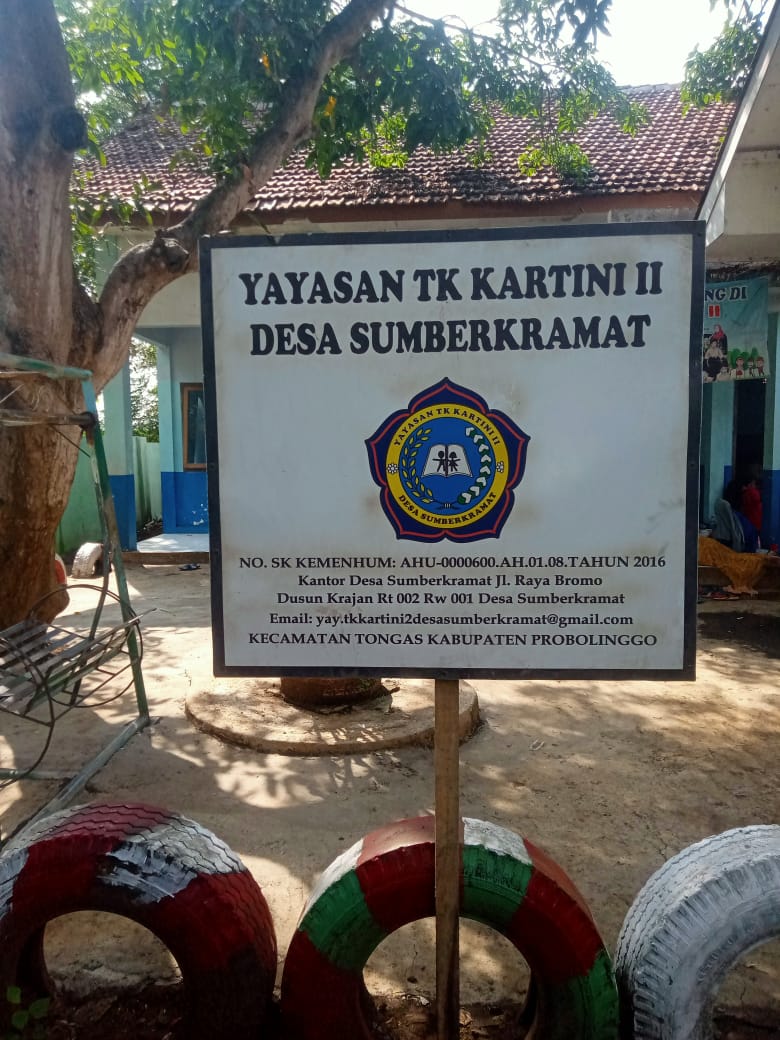 YAYASAN TK KARTINI II
DESA SUMBERKRAMAT
YAYASAN TK KARTINI II
DESA SUMBERKRAMAT
NO. SK KEMENHUM: AHU-0000600.AH.01.08.TAHUN 2016
Kantor Desa Sumberkramat Jl. Raya Bromo
Dusun Krajan Rt 002 Rw 001 Desa Sumberkramat
Email: yay.tkkartini2desasumberkramat@gmail.com
KECAMATAN TONGAS KABUPATEN PROBOLINGGO
DI
II